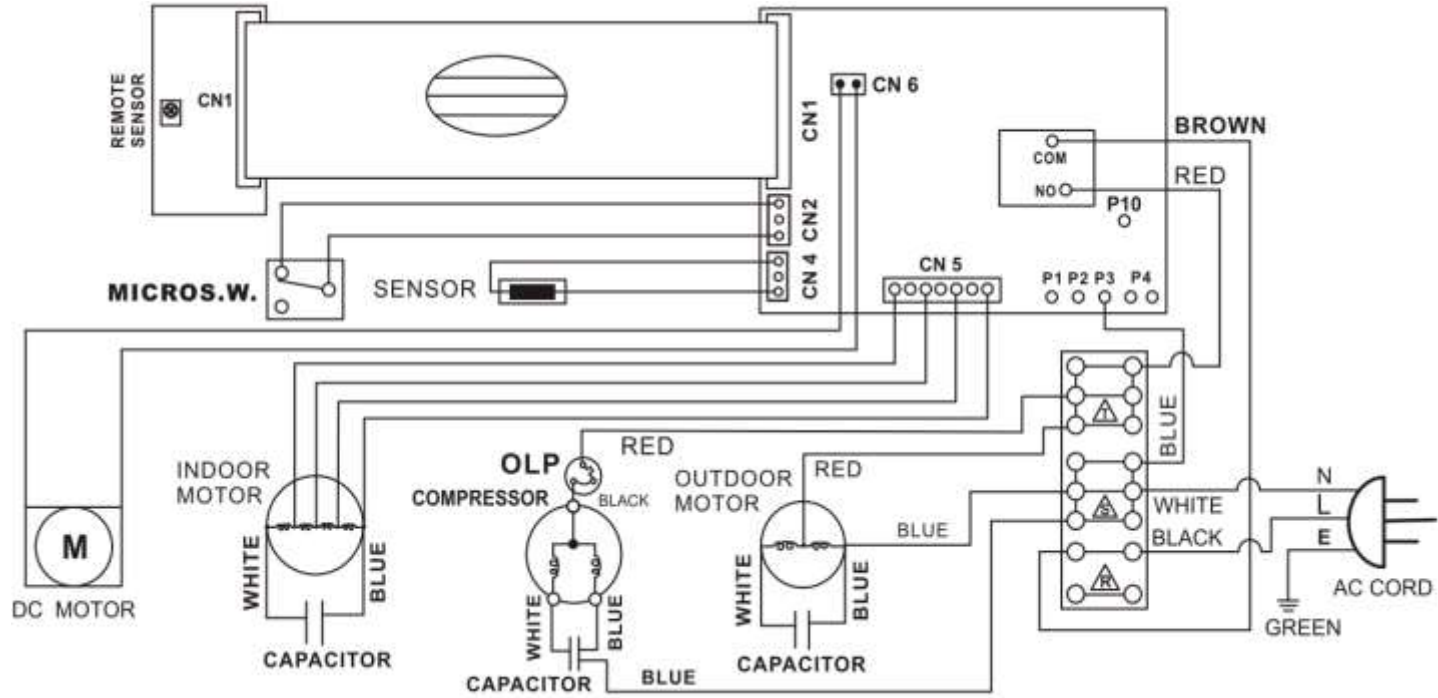 REMOTE
SENSOR
CN1
CN1
CN 6
BROWN
COM
RED
NO
P10
CN2
CN 4
MICROS.W.
SENSOR
CN 5
P1 P2 P3 P4
BLUE
T
RED
OLP
COMPRESSOR
BLACK
INDOOR
MOTOR
OUTDOOR
MOTOR
RED
N
WHITE
L
S
BLUE
BLACK
E
M
WHITE
BLUE
WHITE
BLUE
WHITE
BLUE
R
AC CORD
DC MOTOR
GREEN
CAPACITOR
CAPACITOR
BLUE
CAPACITOR